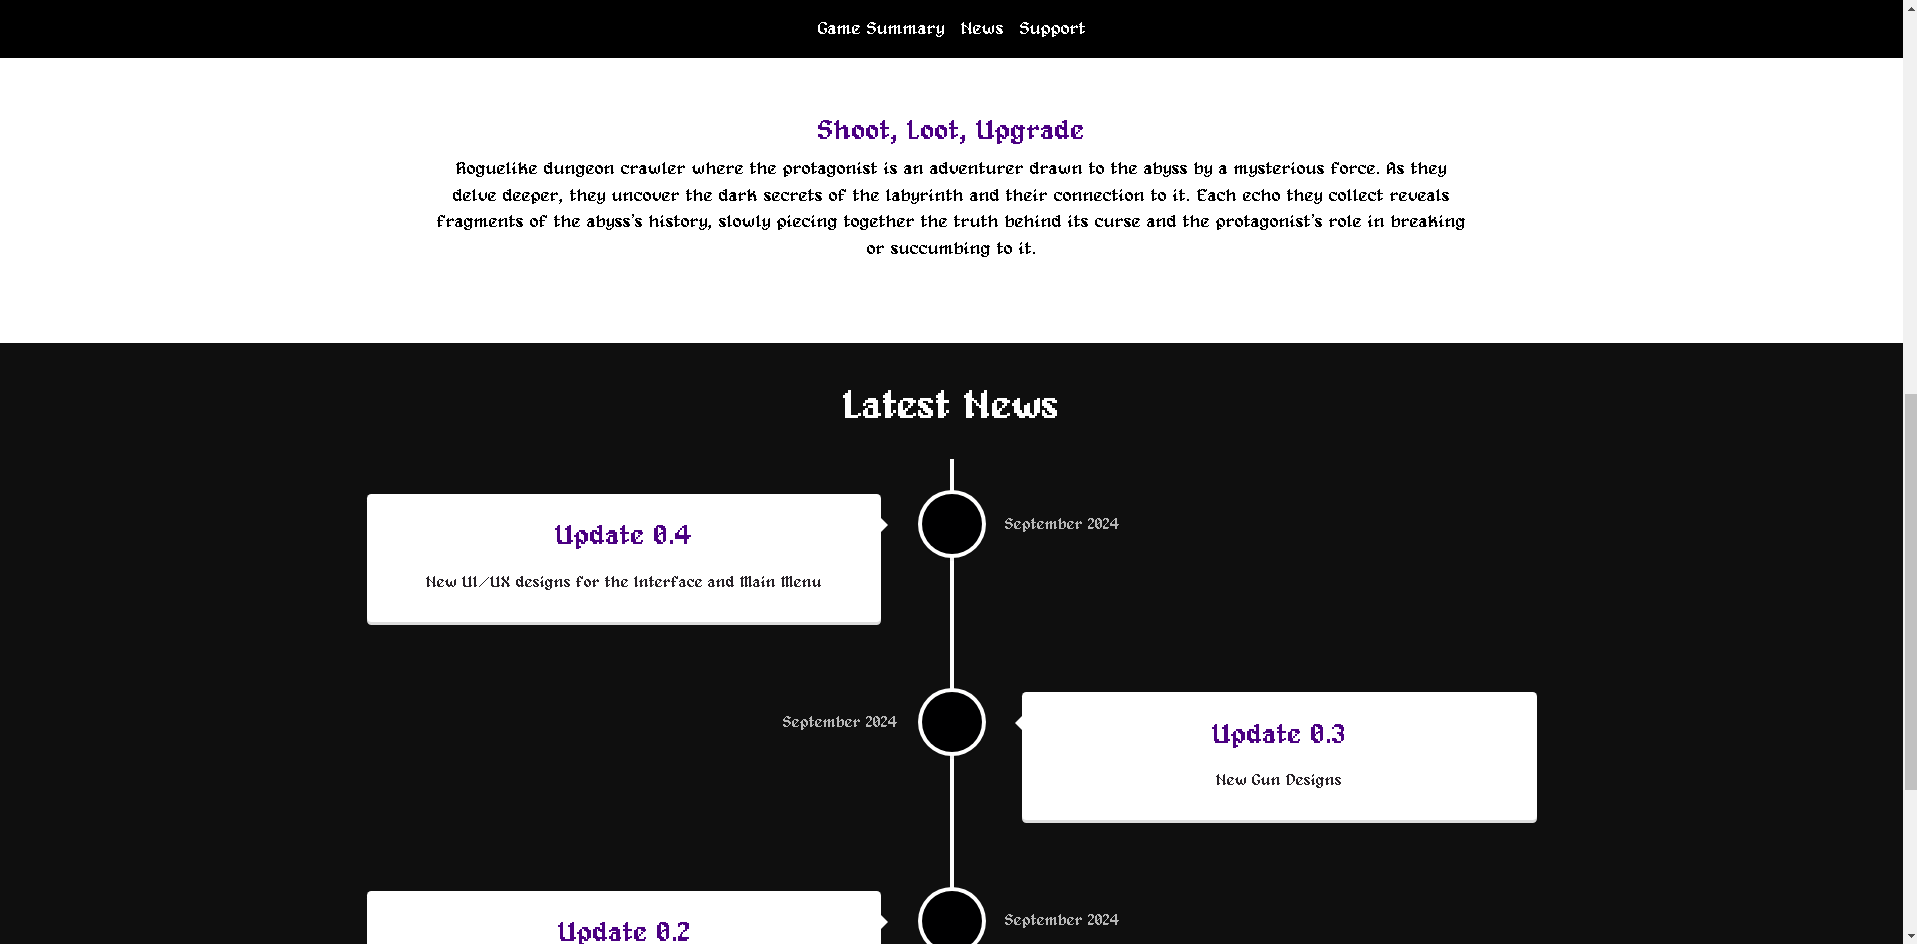 Game Summary News Support
Shoot, Loot, Upgrade
Roguelike dungeon crawler where the protagonist is an adventurer drawn to the abyss by a mysterious force. As they
delve deeper, they uncover the dark secrets of the labyrinth and their connection to it. Each echo they collect reveals
fragments of the abyss's history, slowly piecing together the truth behind its curse and the protagonist's role in breaking
or succumbing to it.
Latest News
Update 0.4
September 2024
New UI/UX designs for the Interface and Main Menu
September 2024
Update 0.3
New Gun Designs
Update 0.2
September 2024